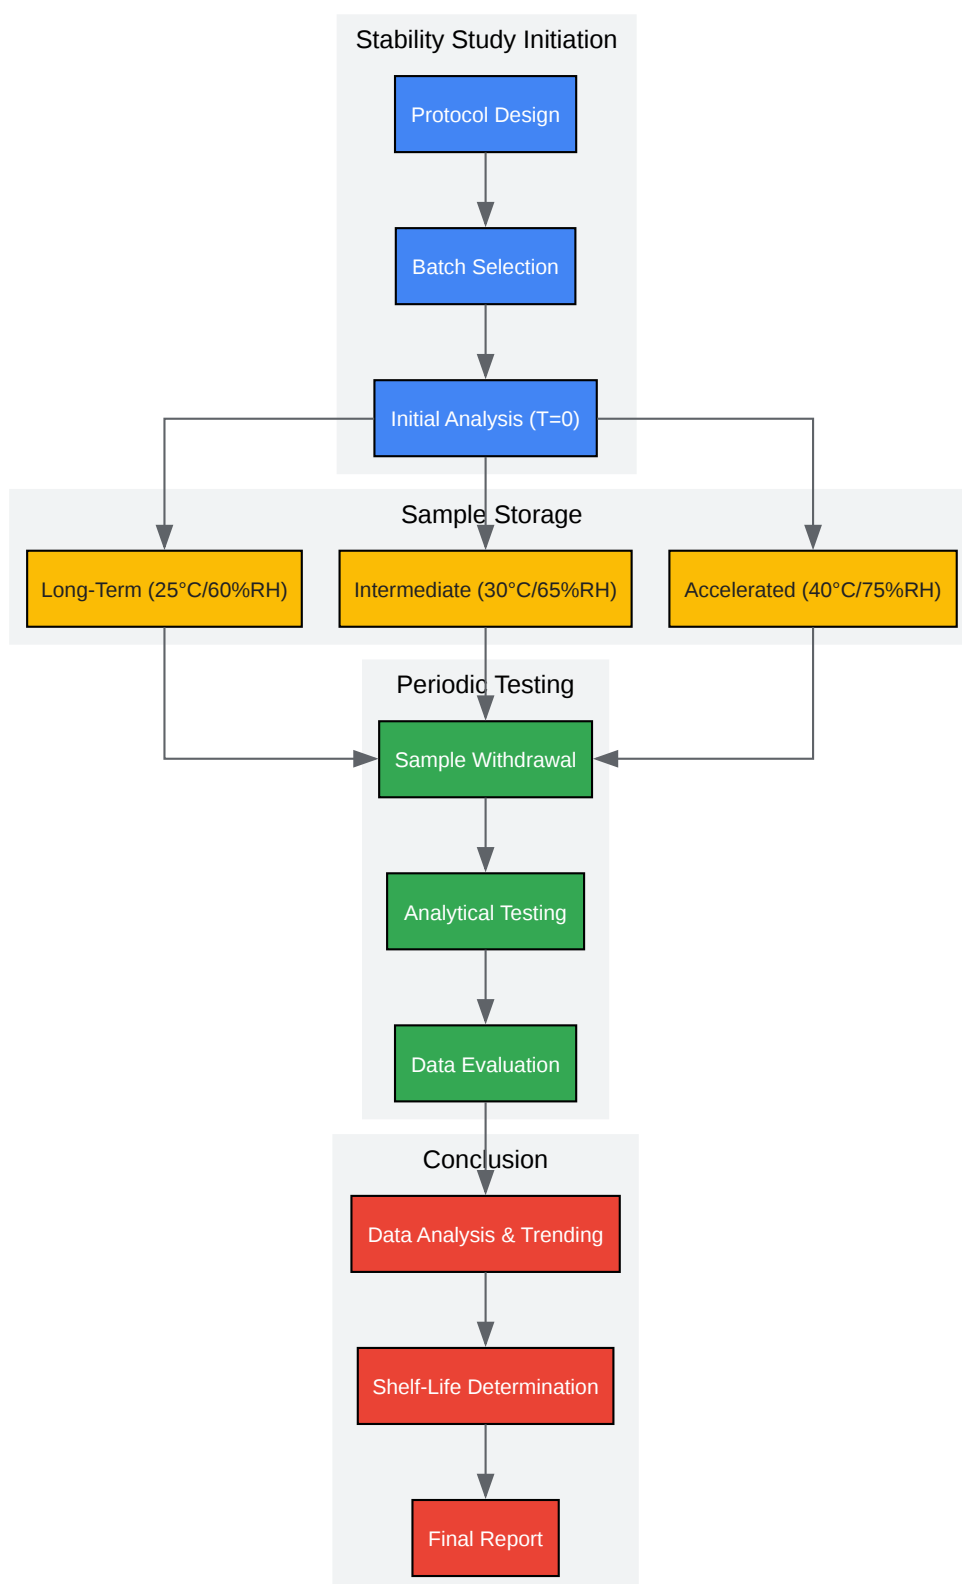 Stability Study Initiation
Protocol Design
Batch Selection
Initial Analysis (T=0)
Sample Storage
Long-Term (25°C/60%RH)
Intermediate (30°C/65%RH)
Accelerated (40°C/75%RH)
Periodic Testing
Sample Withdrawal
Analytical Testing
Data Evaluation
Conclusion
Data Analysis & Trending
Shelf-Life Determination
Final Report